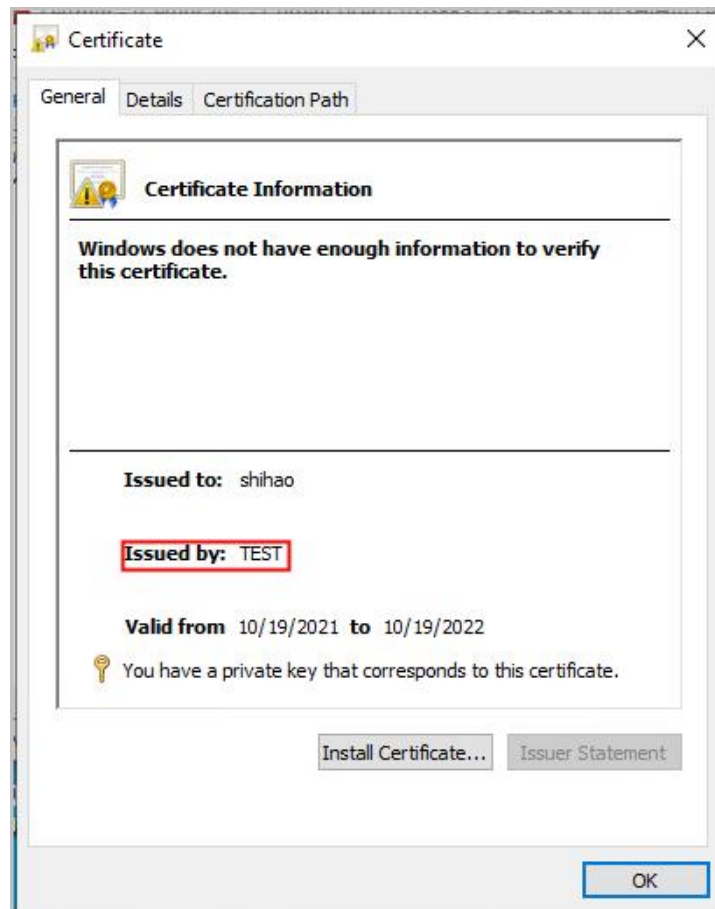 Certificate
General
Details
Certification Path
Certificate Information
Windows does not have enough information to verify
this certificate.
Issued to: shihao
Issued by: TEST
Valid from 10/19/2021 to 10/19/2022
You have a private key that corresponds to this certificate.
Install Certificate...
Issuer Statement
OK